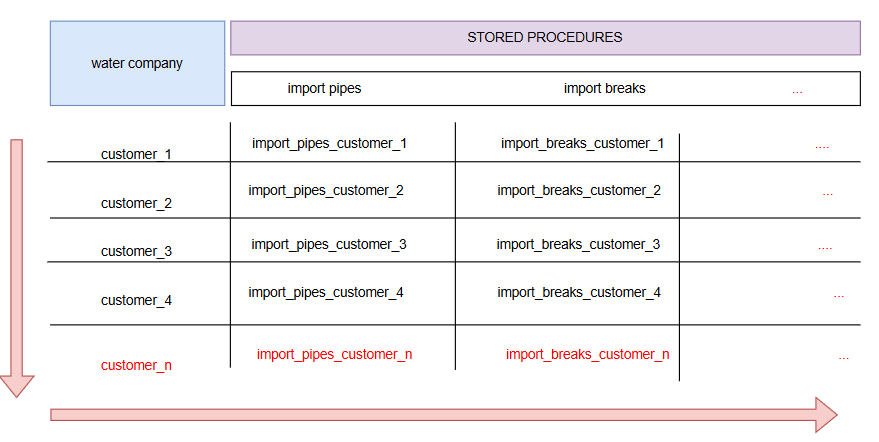 STORED PROCEDURES
water company
import pipes import breaks ...
customer_1 import_pipes_customer_1 import_breaks_customer_1 ....
customer_2 import_pipes_customer_2 import_breaks_customer_2 ...
customer_3 import_pipes_customer_3 import_breaks_customer_3 ....
customer_4 import_pipes_customer_4 import_breaks_customer_4 ...
customer_n import_pipes_customer_n import_breaks_customer_n ...